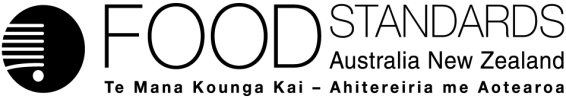 FOOD STANDARDS
Australia New Zealand
Te Mana Kounga Kai – Ahitereiria me Aotearoa